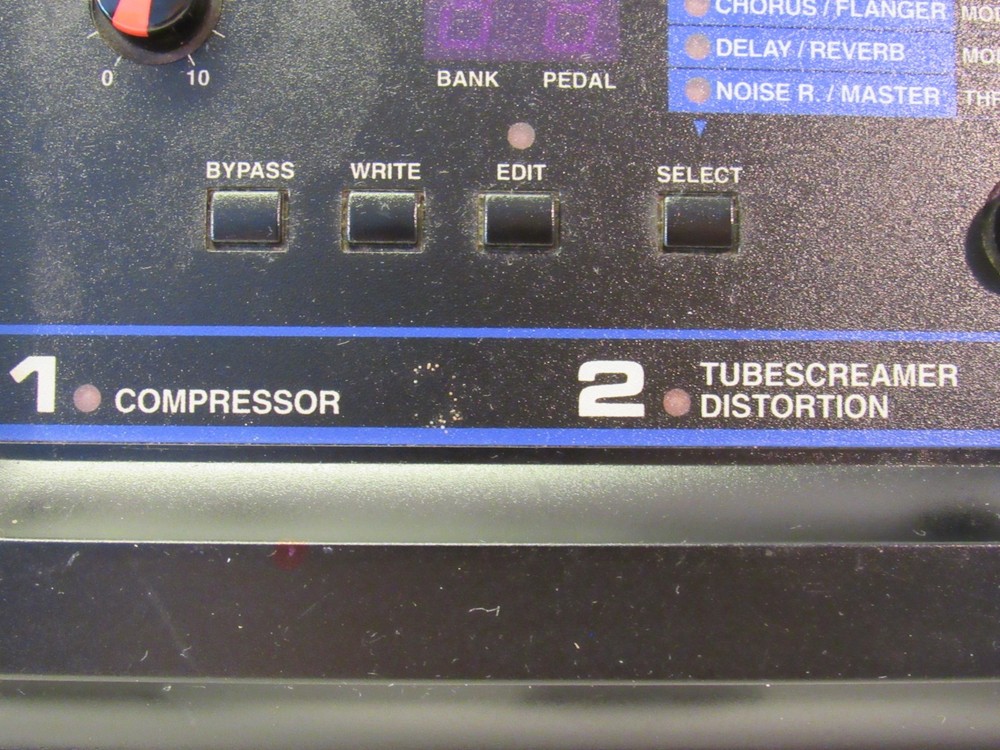 CHORUS / FLANGER
DELAY / REVERB
NOISE R. / MASTER
0 10
BANK PEDAL
BYPASS WRITE EDIT SELECT
1 COMPRESSOR
2 TUBESCREAMER
DISTORTION